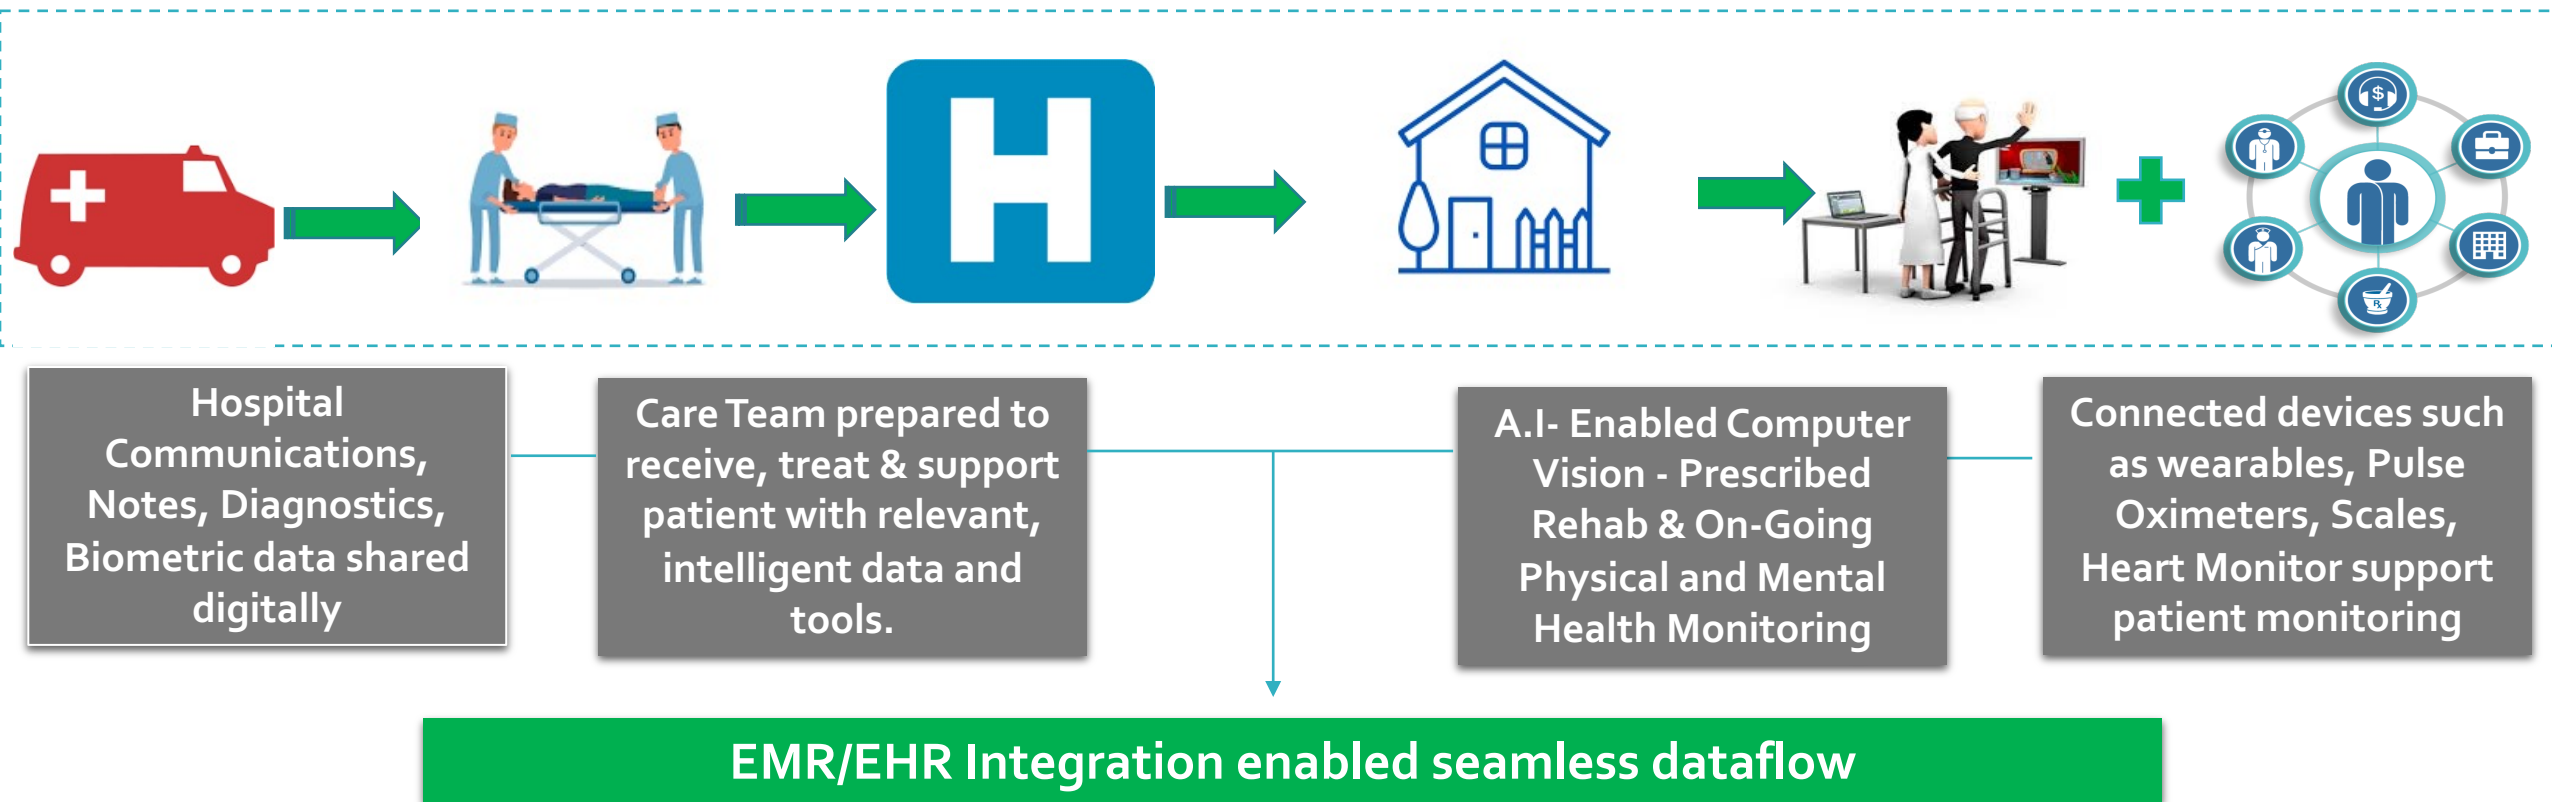 H
$
Rx
Hospital
Communications,
Notes, Diagnostics,
Biometric data shared
digitally
Care Team prepared to
receive, treat & support
patient with relevant,
intelligent data and
tools.
A.I- Enabled Computer
Vision - Prescribed
Rehab & On-Going
Physical and Mental
Health Monitoring
Connected devices such
as wearables, Pulse
Oximeters, Scales,
Heart Monitor support
patient monitoring
EMR/EHR Integration enabled seamless dataflow